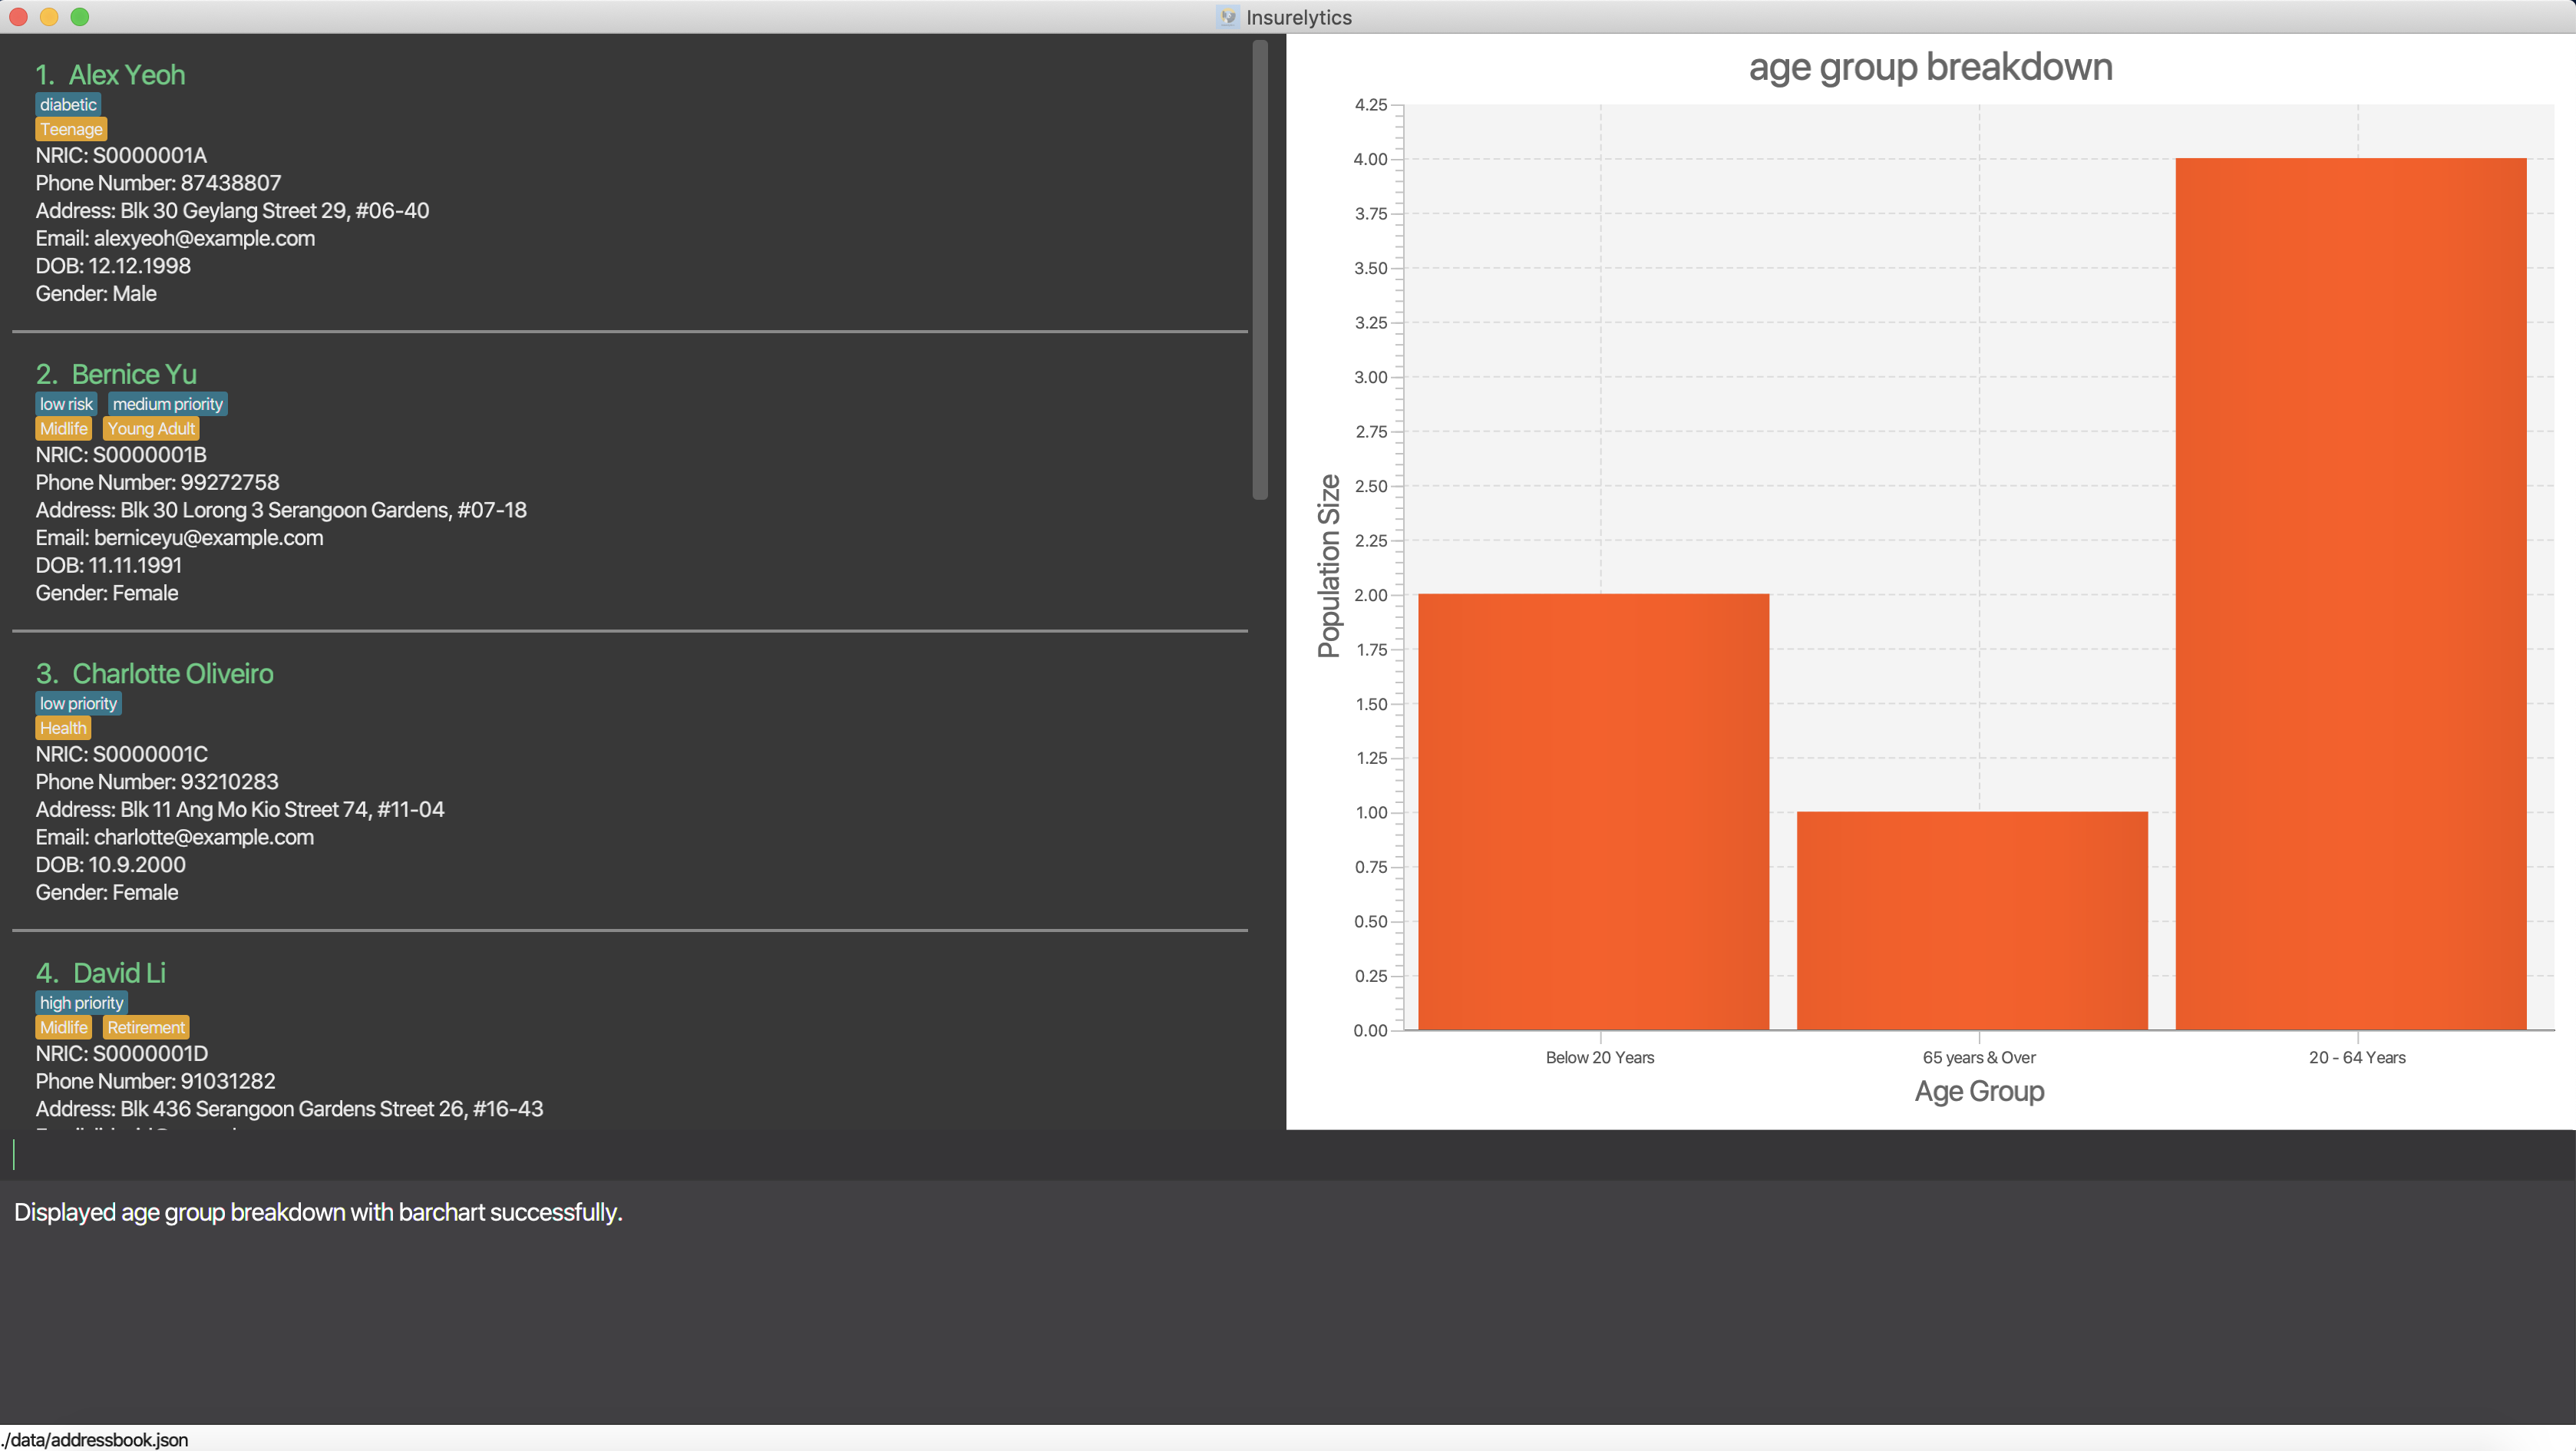 Insurelytics
1. Alex Yeoh
diabetic
Teenage
NRIC: S0000001A
Phone Number: 87438807
Address: Blk 30 Geylang Street 29, #06-40
Email: alexyeoh@example.com
DOB: 12.12.1998
Gender: Male
2. Bernice Yu
low risk medium priority
Midlife Young Adult
NRIC: S0000001B
Phone Number: 99272758
Address: Blk 30 Lorong 3 Serangoon Gardens, #07-18
Email: berniceyu@example.com
DOB: 11.11.1991
Gender: Female
3. Charlotte Oliveiro
low priority
Health
NRIC: S0000001C
Phone Number: 93210283
Address: Blk 11 Ang Mo Kio Street 74, #11-04
Email: charlotte@example.com
DOB: 10.9.2000
Gender: Female
4. David Li
high priority
Midlife Retirement
NRIC: S0000001D
Phone Number: 91031282
Address: Blk 436 Serangoon Gardens Street 26, #16-43
age group breakdown
Population Size
4.25
4.00
3.75
3.50
3.25
3.00
2.75
2.50
2.25
2.00
1.75
1.50
1.25
1.00
0.75
0.50
0.25
0.00
Below 20 Years 65 years & Over 20 - 64 Years
Age Group
Displayed age group breakdown with barchart successfully.
./data/addressbook.json